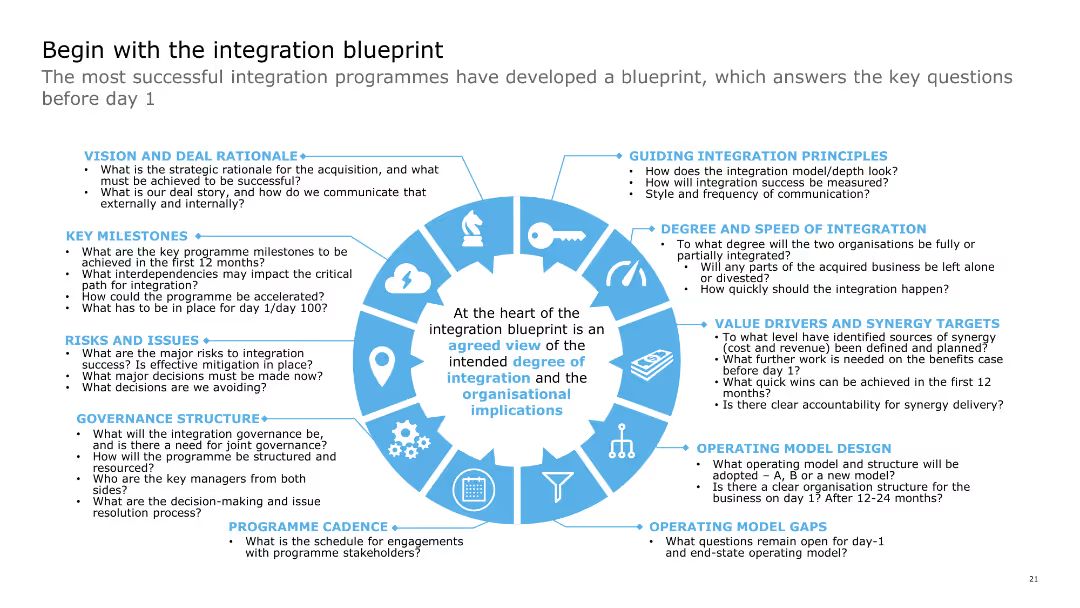 Begin with the integration blueprint
The most successful integration programmes have developed a blueprint, which answers the key questions
before day 1
VISION AND DEAL RATIONALE
• What is the strategic rationale for the acquisition, and what
must be achieved to be successful?
• What is our deal story, and how do we communicate that
externally and internally?
KEY MILESTONES
• What are the key programme milestones to be
achieved in the first 12 months?
• What interdependencies may impact the critical
path for integration?
• How could the programme be accelerated?
• What has to be in place for day 1/day 100?
RISKS AND ISSUES
• What are the major risks to integration
success? Is effective mitigation in place?
• What major decisions must be made now?
• What decisions are we avoiding?
GOVERNANCE STRUCTURE
• What will the integration governance be,
and is there a need for joint governance?
• How will the programme be structured and
resourced?
• Who are the key managers from both
sides?
• What are the decision-making and issue
resolution process?
PROGRAMME CADENCE
• What is the schedule for engagements
with programme stakeholders?
At the heart of the
integration blueprint is an
agreed view of the
intended degree of
integration and the
organisational
implications
GUIDING INTEGRATION PRINCIPLES
• How does the integration model/depth look?
• How will integration success be measured?
• Style and frequency of communication?
DEGREE AND SPEED OF INTEGRATION
• To what degree will the two organisations be fully or
partially integrated?
• Will any parts of the acquired business be left alone
or divested?
• How quickly should the integration happen?
VALUE DRIVERS AND SYNERGY TARGETS
• To what level have identified sources of synergy
(cost and revenue) been defined and planned?
• What further work is needed on the benefits case
before day 1?
• What quick wins can be achieved in the first 12
months?
• Is there clear accountability for synergy delivery?
OPERATING MODEL DESIGN
• What operating model and structure will be
adopted – A, B or a new model?
• Is there a clear organisation structure for the
business on day 1? After 12-24 months?
OPERATING MODEL GAPS
• What questions remain open for day-1
and end-state operating model?
21